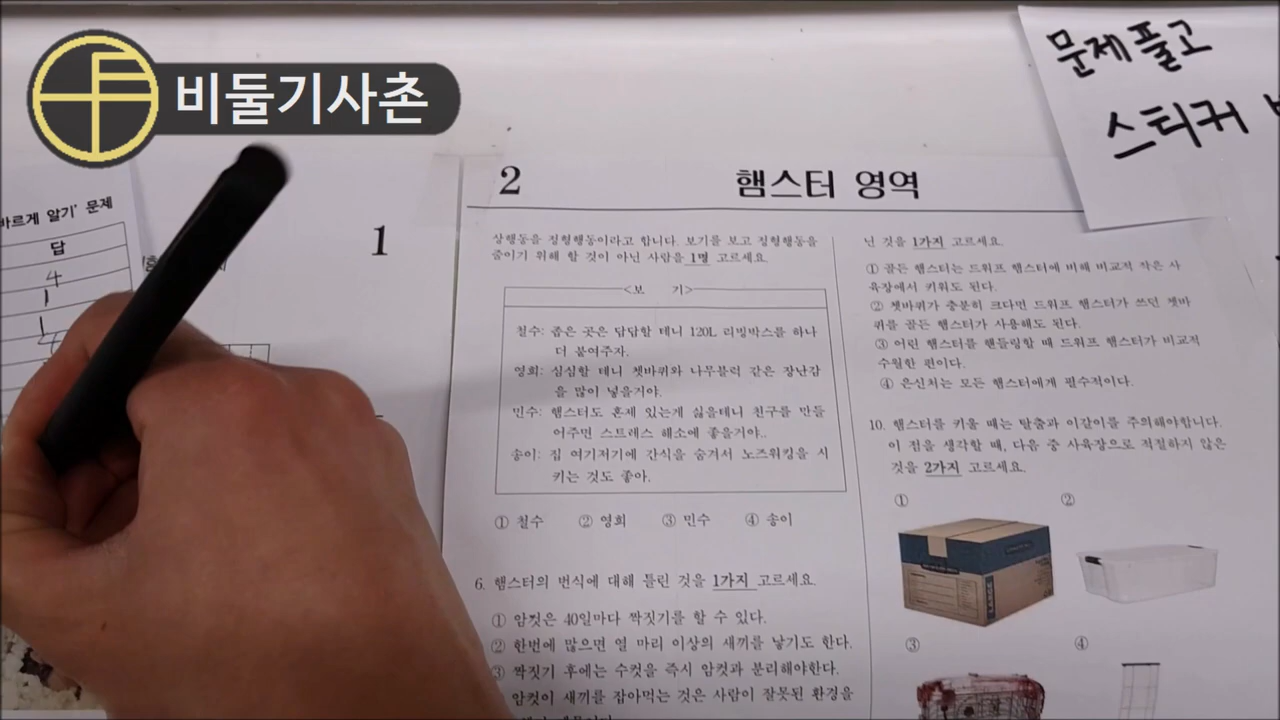 비둘기사촌
문제풀고
스티커
바르게 알기' 문제
답
4
1
1
1
2
햄스터 영역
상행동을 정형행동이라고 합니다. 보기를 보고 정형행동을
줄이기 위해 할 것이 아닌 사람을 1명 고르세요.
<보 기>
철수: 좁은 곳은 답답할 테니 120L 리빙박스를 하나
더 붙여주자.
영희: 심심할 테니 쳇바퀴와 나무블럭 같은 장난감
을 많이 넣을거야.
민수: 햄스터도 혼제 있는게 싫을테니 친구를 만들
어주면 스트레스 해소에 좋을거야..
송이: 집 여기저기에 간식을 숨겨서 노즈워킹을 시
키는 것도 좋아.
① 철수 ② 영희 ③ 민수 ④ 송이
6. 햄스터의 번식에 대해 틀린 것을 1가지 고르세요.
① 암컷은 40일마다 짝짓기를 할 수 있다.
② 한번에 많으면 열 마리 이상의 새끼를 낳기도 한다.
③ 짝짓기 후에는 수컷을 즉시 암컷과 분리해야한다.
암컷이 새끼를 잡아먹는 것은 사람이 잘못된 환경을
닌 것을 1가지 고르세요.
① 골든 햄스터는 드워프 햄스터에 비해 비교적 작은 사
육장에서 키워도 된다.
② 쳇바퀴가 충분히 크다면 드워프 햄스터가 쓰던 쳇바
퀴를 골든 햄스터가 사용해도 된다.
③ 어린 햄스터를 핸들링할 때 드워프 햄스터가 비교적
수월한 편이다.
④ 은신처는 모든 햄스터에게 필수적이다.
10. 햄스터를 키울 때는 탈출과 이갈이를 주의해야합니다.
이 점을 생각할 때, 다음 중 사육장으로 적절하지 않은
것을 2가지 고르세요.
① ②
③ ④